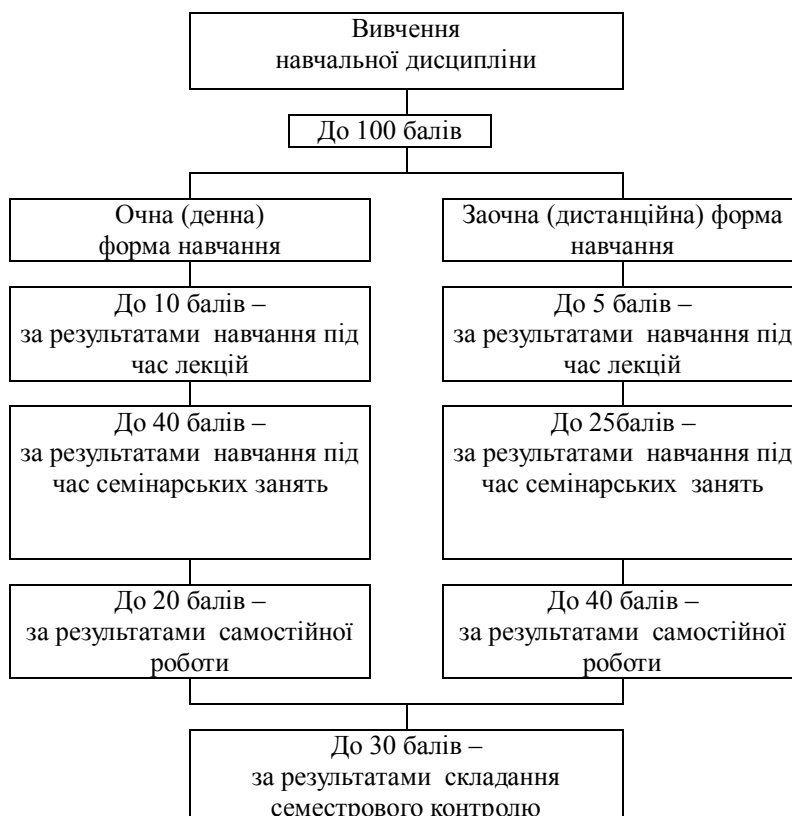 Вивчення
навчальної дисципліни
До 100 балів
Очна (денна)
форма навчання
Заочна (дистанційна) форма
навчання
До 10 балів –
за результатами навчання під
час лекцій
До 5 балів –
за результатами навчання під
час лекцій
До 40 балів –
за результатами навчання під
час семінарських занять
До 25балів –
за результатами навчання під
час семінарських занять
До 20 балів –
за результатами самостійної
роботи
До 40 балів –
за результатами самостійної
роботи
До 30 балів –
за результатами складання
семестрового контролю